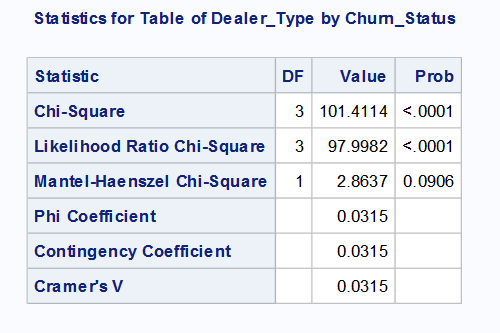 Statistics for Table of Dealer_Type by Churn_Status
Statistic DF Value Prob
Chi-Square 3 101.4114 <.0001
Likelihood Ratio Chi-Square 3 97.9982 <.0001
Mantel-Haenszel Chi-Square 1 2.8637 0.0906
Phi Coefficient 0.0315
Contingency Coefficient 0.0315
Cramer's V 0.0315